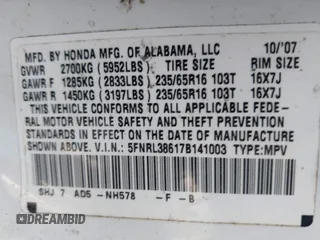 MFD. BY HONDA MFG. OF ALABAMA, LLC 10/'07
GVWR 2700KG (5952LBS) TIRE SIZE RIM SIZE
GAWR F 1285KG (2833LBS) 235/65R16 103T 16X7J
GAWR R 1450KG (3197LBS) 235/65R16 103T 16X7J
THIS VEHICLE CONFORMS TO ALL APPLICABLE FEDE-
RAL MOTOR VEHICLE SAFETY AND THEFT PREVENTION
STANDARDS IN EFFECT ON THE DATE OF MANUFACTURE
SHOWN ABOVE. V.I.N.: 5FNRL38617B141003 TYPE:MPV
SHJ 7 AD5 -NH578 -F -B
DREAMBID